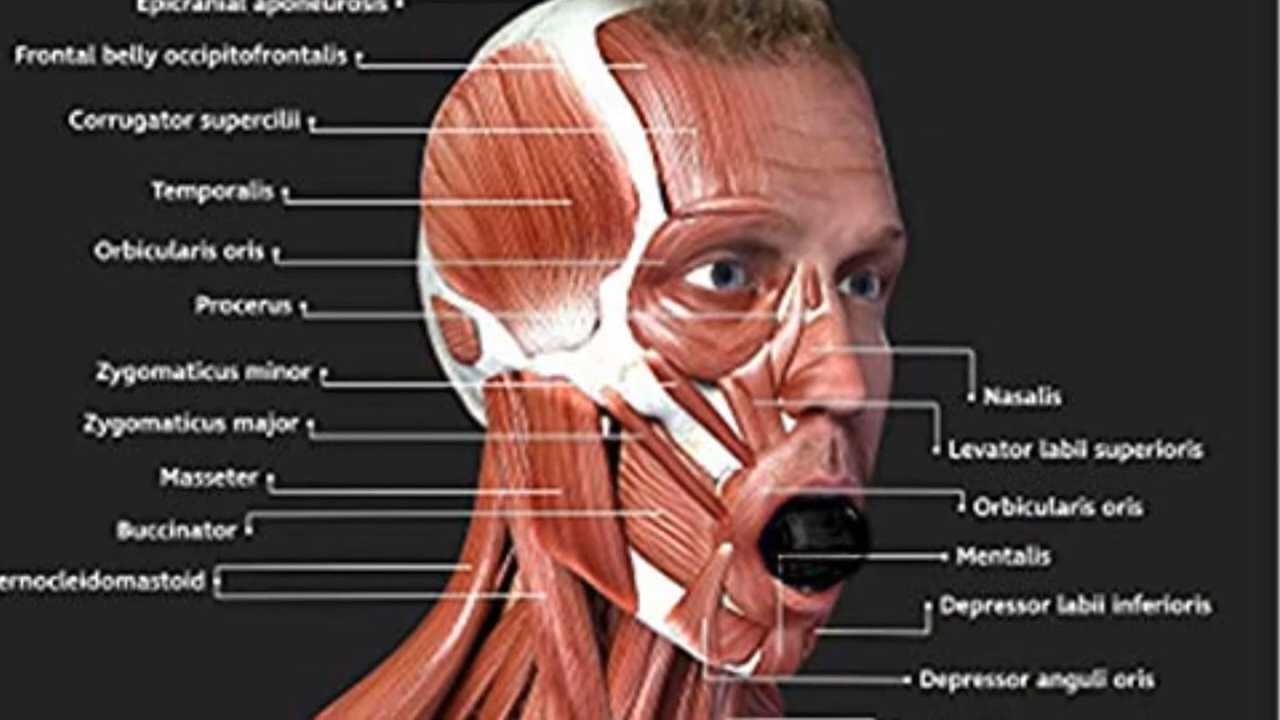 Epicranial aponeurosis
Frontal belly occipitofrontalis
Corrugator supercilii
Temporalis
Orbicularis oris
Procerus
Zygomaticus minor
Zygomaticus major
Masseter
Buccinator
ernocleidomastoid
Nasalis
Levator labii superioris
Orbicularis oris
Mentalis
Depressor labii inferioris
Depressor anguli oris